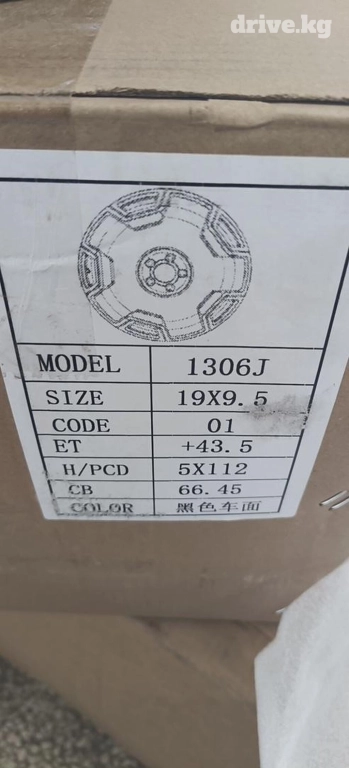 drive.kg
MODEL 1306J
SIZE 19X9.5
CODE 01
ET +43.5
H/PCD 5X112
CB 66.45
COLOR 黑色车面